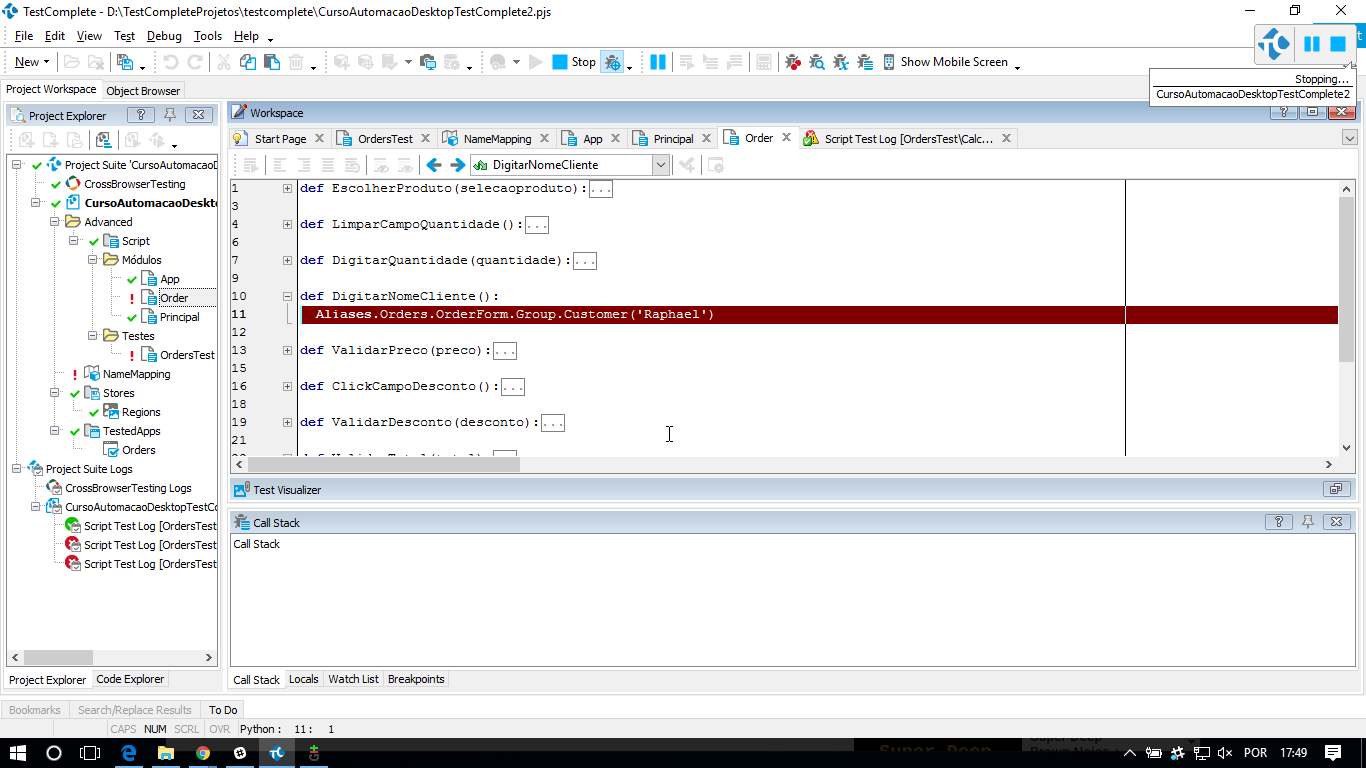 TestComplete - D:\TestCompleteProjetos\testcomplete\CursoAutomacaoDesktopTestComplete2.pjs
File Edit View Test Debug Tools Help
New Stop Show Mobile Screen
Stopping...
CursoAutomacaoDesktopTestComplete2
Project Workspace Object Browser
Project Explorer
Project Suite 'CursoAutomacaoD
CrossBrowserTesting
CursoAutomacaoDeskt
Advanced
Script
Módulos
App
Order
Principal
Testes
OrdersTest
NameMapping
Stores
Regions
TestedApps
Orders
Project Suite Logs
CrossBrowserTesting Logs
CursoAutomacaoDesktopTestCo
Script Test Log [OrdersTest
Script Test Log [OrdersTest
Script Test Log [OrdersTest
Project Explorer Code Explorer
Workspace
Start Page OrdersTest NameMapping App Principal Order Script Test Log [OrdersTest\Calc...
DigitarNomeCliente
1 def EscolherProduto(selecaoproduto):...
3
4 def LimparCampoQuantidade():...
6
7 def DigitarQuantidade(quantidade):...
9
10 def DigitarNomeCliente():
11 Aliases.Orders.OrderForm.Group.Customer('Raphael')
12
13 def ValidarPreco(preco):...
15
16 def ClickCampoDesconto():...
18
19 def ValidarDesconto(desconto):...
21
Test Visualizer
Call Stack
Call Stack
Call Stack Locals Watch List Breakpoints
Bookmarks Search/Replace Results To Do
CAPS NUM SCRL OVR Python : 11 : 1
POR 17:49